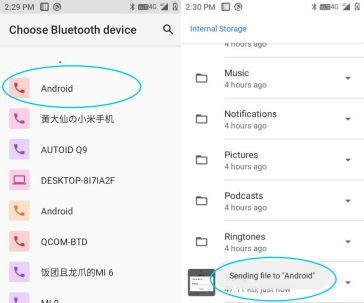 2:29 PM
4G
Choose Bluetooth device
Android
黄大仙の小米手机
AUTOID Q9
DESKTOP-8I7IA2F
Android
QCOM-BTD
饭团且龙爪的MI 6
MI 9
2:30 PM
4G
Internal Storage
4 hours ago
Music
4 hours ago
Notifications
4 hours ago
Pictures
4 hours ago
Podcasts
4 hours ago
Ringtones
4 hours ago
Sending file to "Android"
47.11 KB, just now